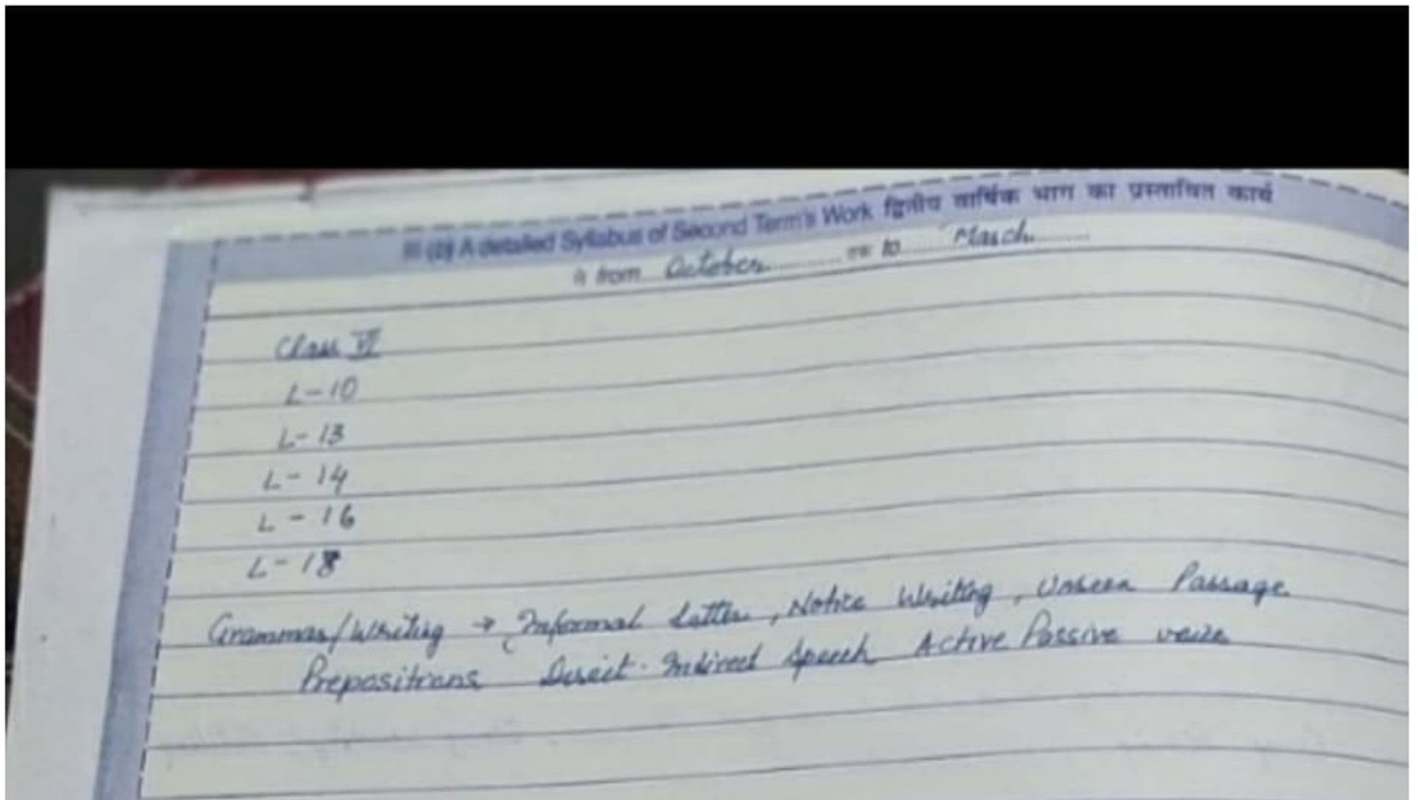 III (b) A detailed Syllabus of Second Term's Work द्वितीय वार्षिक भाग का प्रस्तावित कार्य
से from October तक to March
Class VI
L-10
L-13
L-14
L-16
L-18
Grammar/Writing → Informal Letter, Notice Writing, Unseen Passage
Prepositions Direct-Indirect Speech Active Passive voice